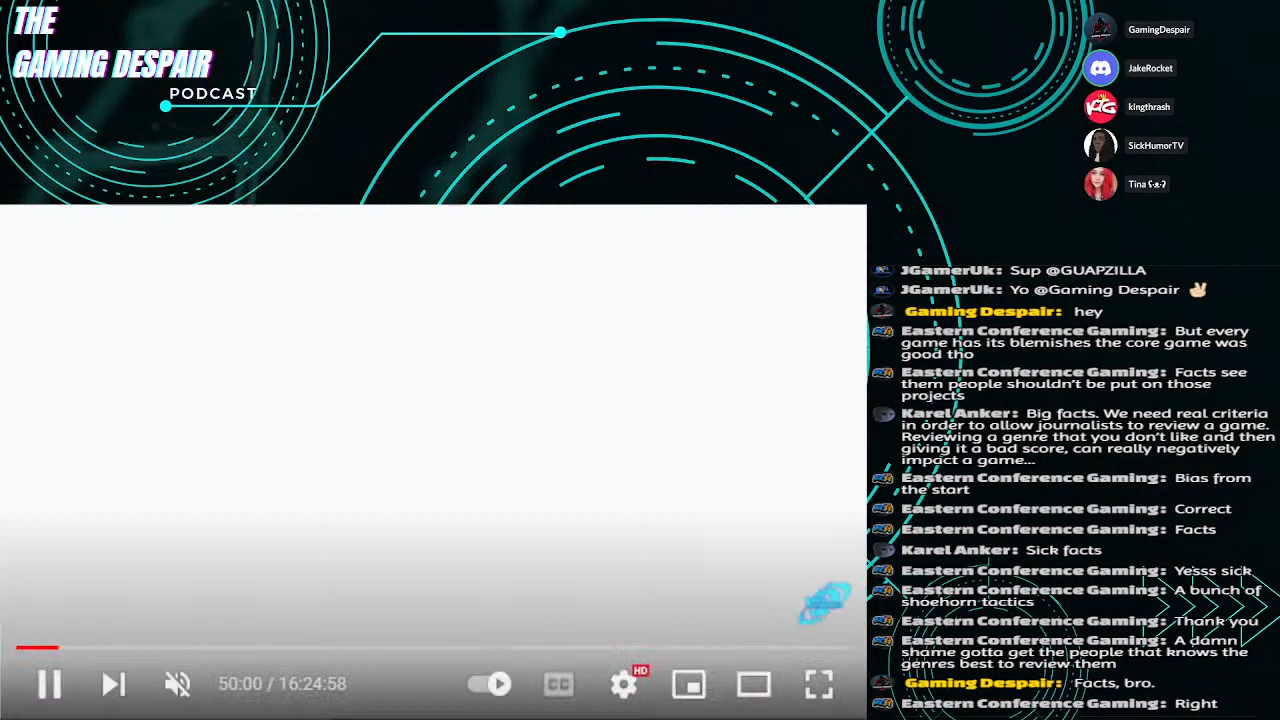 THE
GAMING DESPAIR
PODCAST
GamingDespair
JakeRocket
kingthrash
SickHumorTV
Tina ʕ•ᴥ•ʔ
JGamerUk: Sup @GUAPZILLA
JGamerUk: Yo @Gaming Despair ✌🏻
Gaming Despair: hey
Eastern Conference Gaming: But every
game has its blemishes the core game was
good tho
Eastern Conference Gaming: Facts see
them people shouldn't be put on those
projects
Karel Anker: Big facts. We need real criteria
in order to allow journalists to review a game.
Reviewing a genre that you don't like and then
giving it a bad score, can really negatively
impact a game...
Eastern Conference Gaming: Bias from
the start
Eastern Conference Gaming: Correct
Eastern Conference Gaming: Facts
Karel Anker: Sick facts
Eastern Conference Gaming: Yesss sick
Eastern Conference Gaming: A bunch of
shoehorn tactics
Eastern Conference Gaming: Thank you
Eastern Conference Gaming: A damn
shame gotta get the people that knows the
genres best to review them
Gaming Despair: Facts, bro.
Eastern Conference Gaming: Right
50:00 / 16:24:58
CC
HD